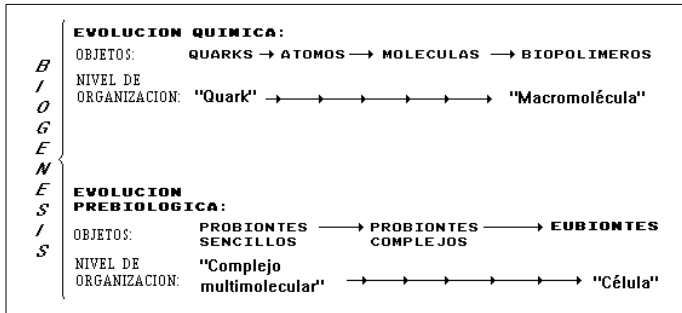 BIOGENESIS
EVOLUCION QUIMICA:
OBJETOS: QUARKS → ATOMOS → MOLECULAS → BIOPOLIMEROS
NIVEL DE
ORGANIZACION: "Quark" "Macromolécula"
EVOLUCION
PREBIOLOGICA:
OBJETOS: PROBIONTES SENCILLOS → PROBIONTES COMPLEJOS → EUBIONTES
NIVEL DE
ORGANIZACION: "Complejo multimolecular" "Célula"